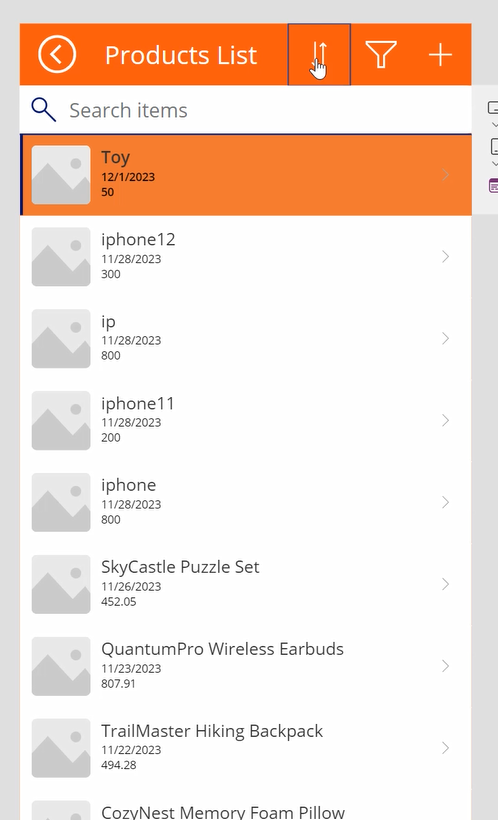 Products List
Search items
Toy
12/1/2023
50
iphone12
11/28/2023
300
ip
11/28/2023
800
iphone11
11/28/2023
200
iphone
11/28/2023
800
SkyCastle Puzzle Set
11/26/2023
452.05
QuantumPro Wireless Earbuds
11/23/2023
807.91
TrailMaster Hiking Backpack
11/22/2023
494.28
CozyNest Memory Foam Pillow